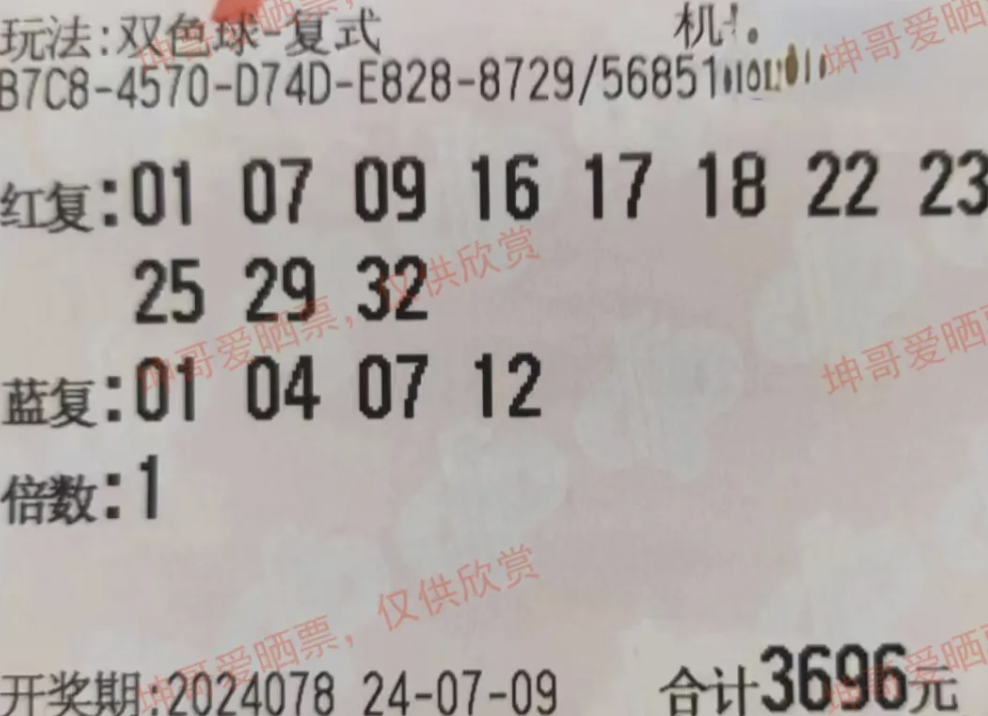 玩法:双色球-复式 机
B7C8-4570-D74D-E828-8729/56851
红复:01 07 09 16 17 18 22 23
25 29 32
蓝复:01 04 07 12
倍数:1
开奖期:2024078 24-07-09 合计3696元
坤哥爱晒票，仅供欣赏
坤哥爱晒票，仅供欣赏
坤哥爱晒
坤哥爱晒
坤哥爱晒